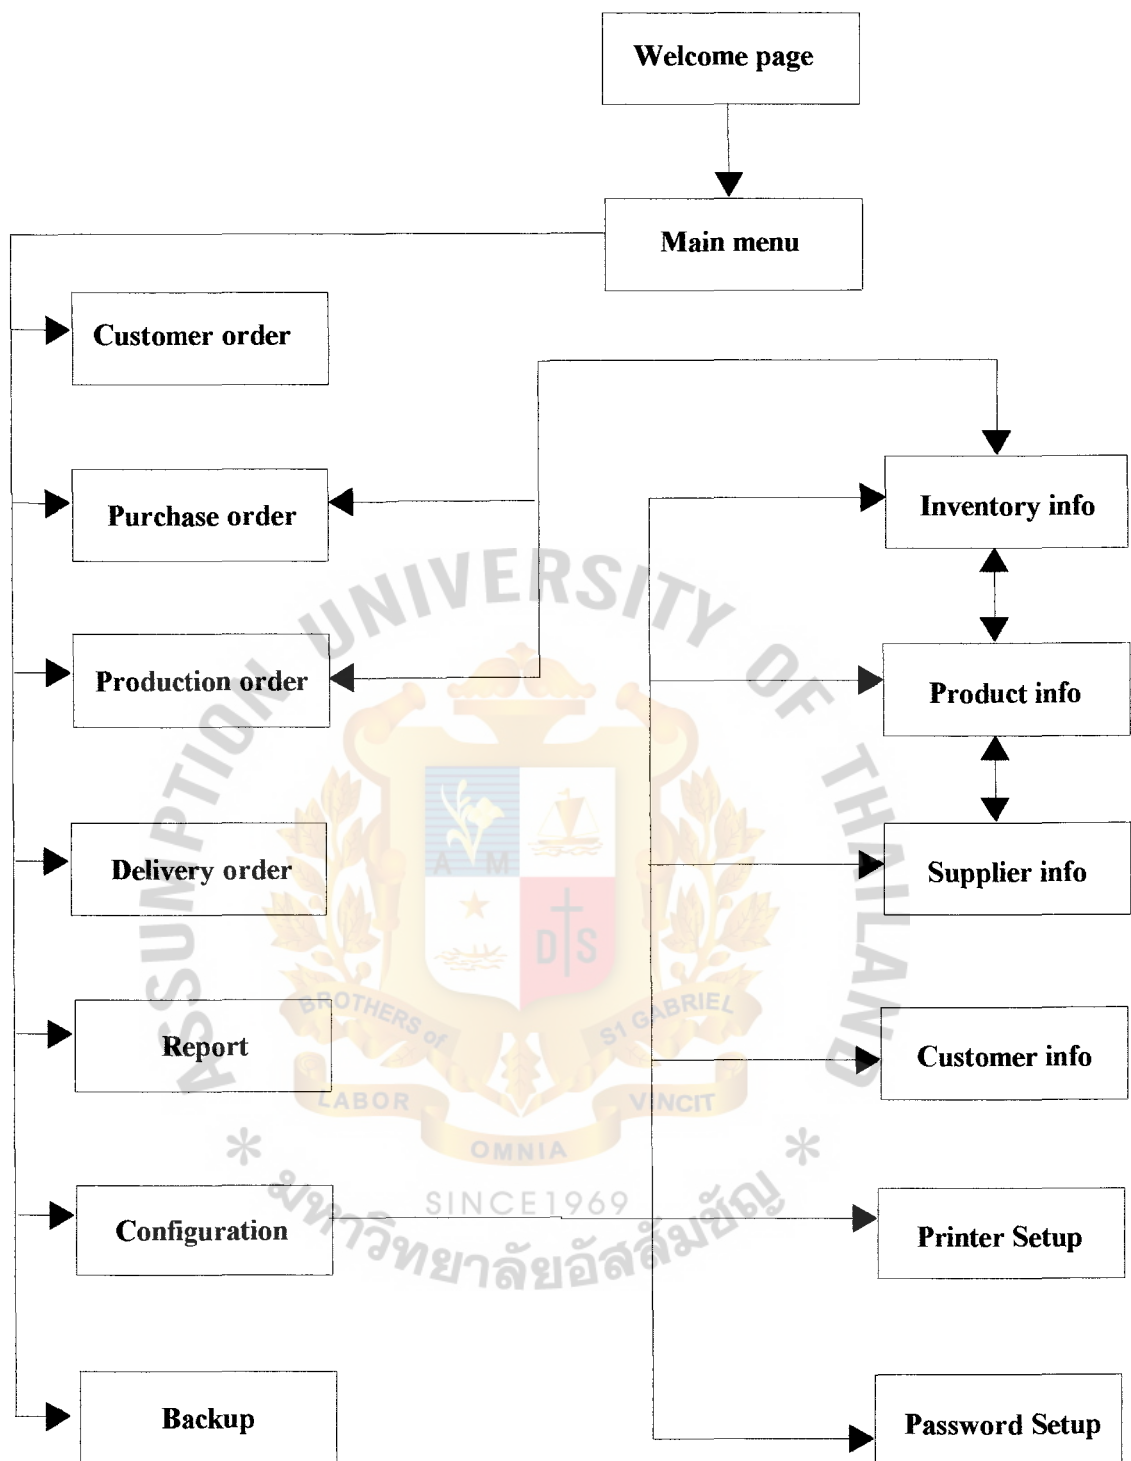 Welcome page
Main menu
Customer order
Purchase order
Inventory info
Production order
Product info
Delivery order
Supplier info
Report
Customer info
Configuration
Printer Setup
Backup
Password Setup
ASSUMPTION UNIVERSITY OF THAILAND
A M
D S
BROTHERS of
S1 GABRIEL
LABOR
VINCIT
OMNIA
SINCE1969
* มหาวิทยาลัยอัสสัมชัญ *